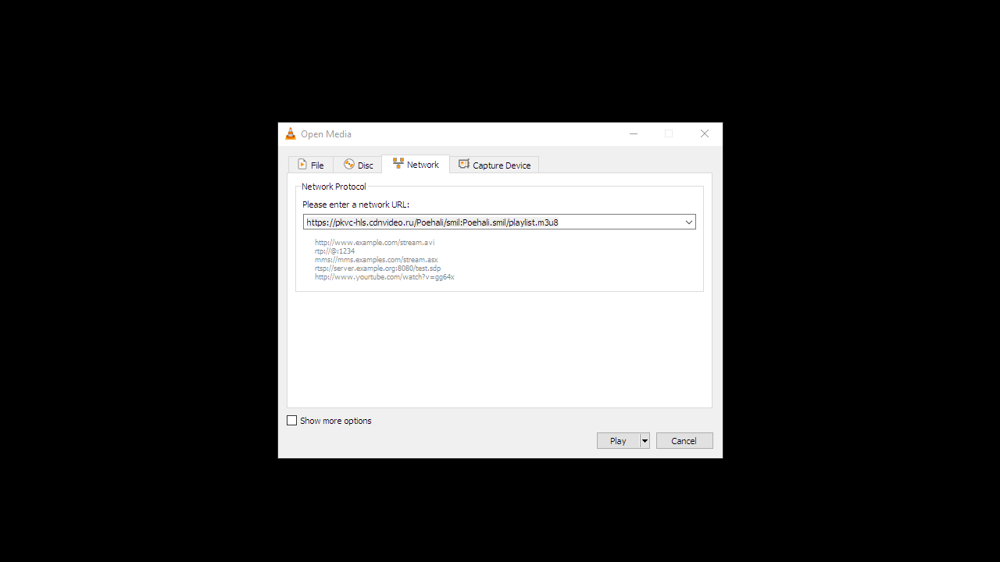 Open Media
File Disc Network Capture Device
Network Protocol
Please enter a network URL:
https://pkvc-hls.cdnvideo.ru/Poehali/smil:Poehali.smil/playlist.m3u8
http://www.example.com/stream.avi
rtp://@:1234
mms://mms.examples.com/stream.asx
rtsp://server.example.org:8080/test.sdp
http://www.yourtube.com/watch?v=gg64x
Show more options
Play Cancel